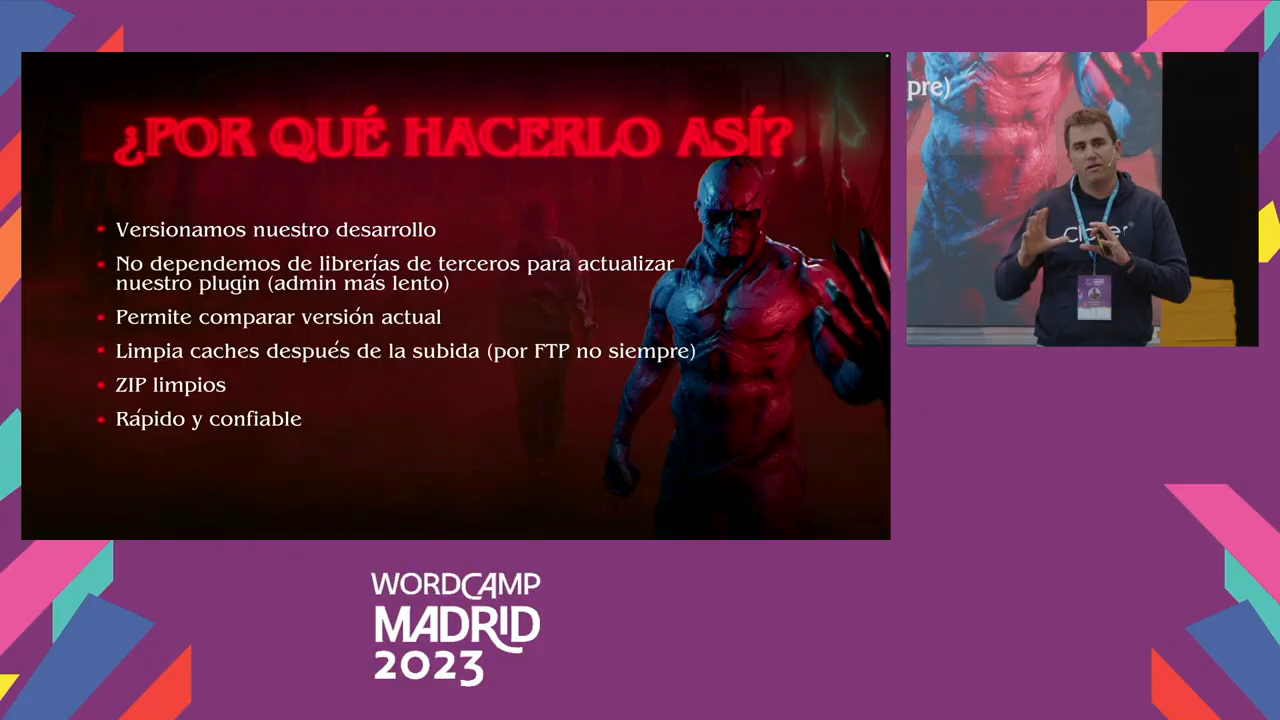 ¿POR QUÉ HACERLO ASÍ?
Versionamos nuestro desarrollo
No dependemos de librerías de terceros para actualizar
nuestro plugin (admin más lento)
Permite comparar versión actual
Limpia caches después de la subida (por FTP no siempre)
ZIP limpios
Rápido y confiable
pre)
WORDCAMP
MADRID
2023